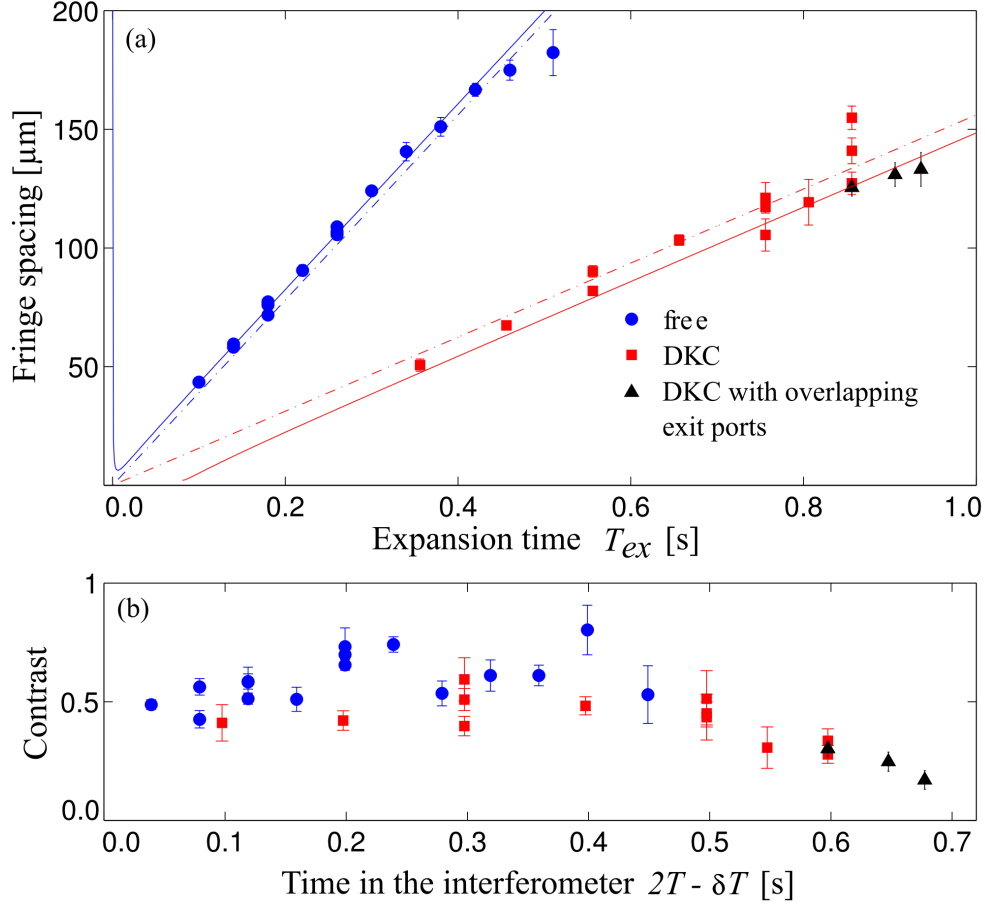 200
(a)
150
100
50
Fringe spacing [µm]
free
DKC
DKC with overlapping
exit ports
0.0 0.2 0.4 0.6 0.8 1.0
Expansion time T_ex [s]
1
(b)
0.5
0.0
Contrast
0.0 0.1 0.2 0.3 0.4 0.5 0.6 0.7
Time in the interferometer 2T - δT [s]